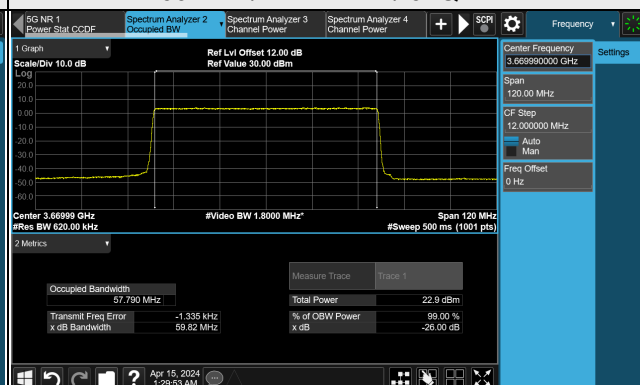 5G NR 1
Power Stat CCDF
Spectrum Analyzer 2
Occupied BW
Spectrum Analyzer 3
Channel Power
Spectrum Analyzer 4
Channel Power
SCPI
Frequency
1 Graph
Scale/Div 10.0 dB
Log
Ref Lvl Offset 12.00 dB
Ref Value 30.00 dBm
20.0
10.0
0.00
-10.0
-20.0
-30.0
-40.0
-50.0
-60.0
Center 3.66999 GHz
#Res BW 620.00 kHz
#Video BW 1.8000 MHz*
Span 120 MHz
#Sweep 500 ms (1001 pts)
2 Metrics
Measure Trace
Trace 1
Occupied Bandwidth
57.790 MHz
Total Power
22.9 dBm
Transmit Freq Error
-1.335 kHz
% of OBW Power
99.00 %
x dB Bandwidth
59.82 MHz
x dB
-26.00 dB
Center Frequency
3.669990000 GHz
Settings
Span
120.00 MHz
CF Step
12.000000 MHz
Auto
Man
Freq Offset
0 Hz
?
Apr 15, 2024
1:29:53 AM